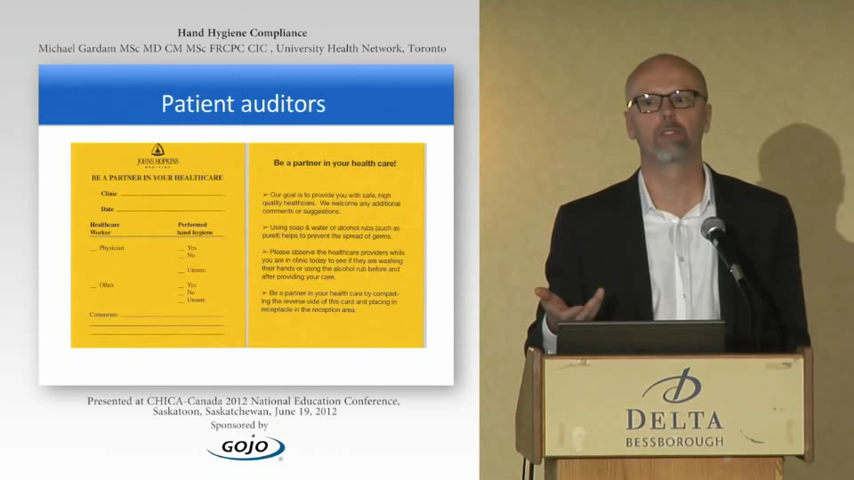 Hand Hygiene Compliance
Michael Gardam MSc MD CM MSc FRCPC CIC , University Health Network, Toronto
Patient auditors
JOHNS HOPKINS
MEDICINE
BE A PARTNER IN YOUR HEALTHCARE
Clinic
Date
Healthcare Performed
Worker hand hygiene
Physician Yes
No
Unsure
Other Yes
No
Unsure
Comments:
Be a partner in your health care!
➢ Our goal is to provide you with safe, high
quality healthcare. We welcome any additional
comments or suggestions.
➢ Using soap & water or alcohol rubs (such as
purell) helps to prevent the spread of germs.
➢ Please observe the healthcare providers while
you are in clinic today to see if they are washing
their hands or using the alcohol rub before and
after providing your care.
➢ Be a partner in your health care by complet-
ing the reverse side of this card and placing in
receptacle in the reception area.
Presented at CHICA-Canada 2012 National Education Conference,
Saskatoon, Saskatchewan, June 19, 2012
Sponsored by
GOJO
DELTA
BESSBOROUGH